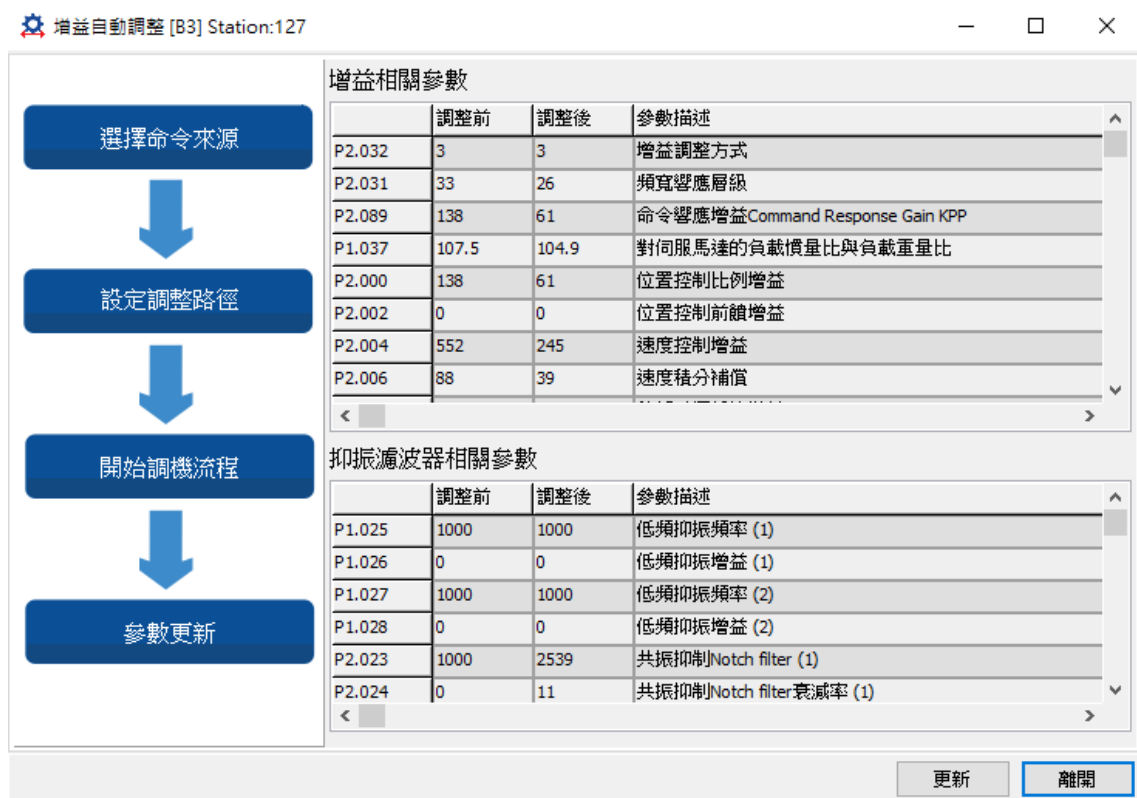 增益自動調整 [B3] Station:127
選擇命令來源
設定調整路徑
開始調機流程
參數更新
增益相關參數
調整前 調整後 參數描述
P2.032 3 3 增益調整方式
P2.031 33 26 頻寬響應層級
P2.089 138 61 命令響應增益Command Response Gain KPP
P1.037 107.5 104.9 對伺服馬達的負載慣量比與負載重量比
P2.000 138 61 位置控制比例增益
P2.002 0 0 位置控制前饋增益
P2.004 552 245 速度控制增益
P2.006 88 39 速度積分補償
抑振濾波器相關參數
調整前 調整後 參數描述
P1.025 1000 1000 低頻抑振頻率 (1)
P1.026 0 0 低頻抑振增益 (1)
P1.027 1000 1000 低頻抑振頻率 (2)
P1.028 0 0 低頻抑振增益 (2)
P2.023 1000 2539 共振抑制Notch filter (1)
P2.024 0 11 共振抑制Notch filter衰減率 (1)
更新 離開